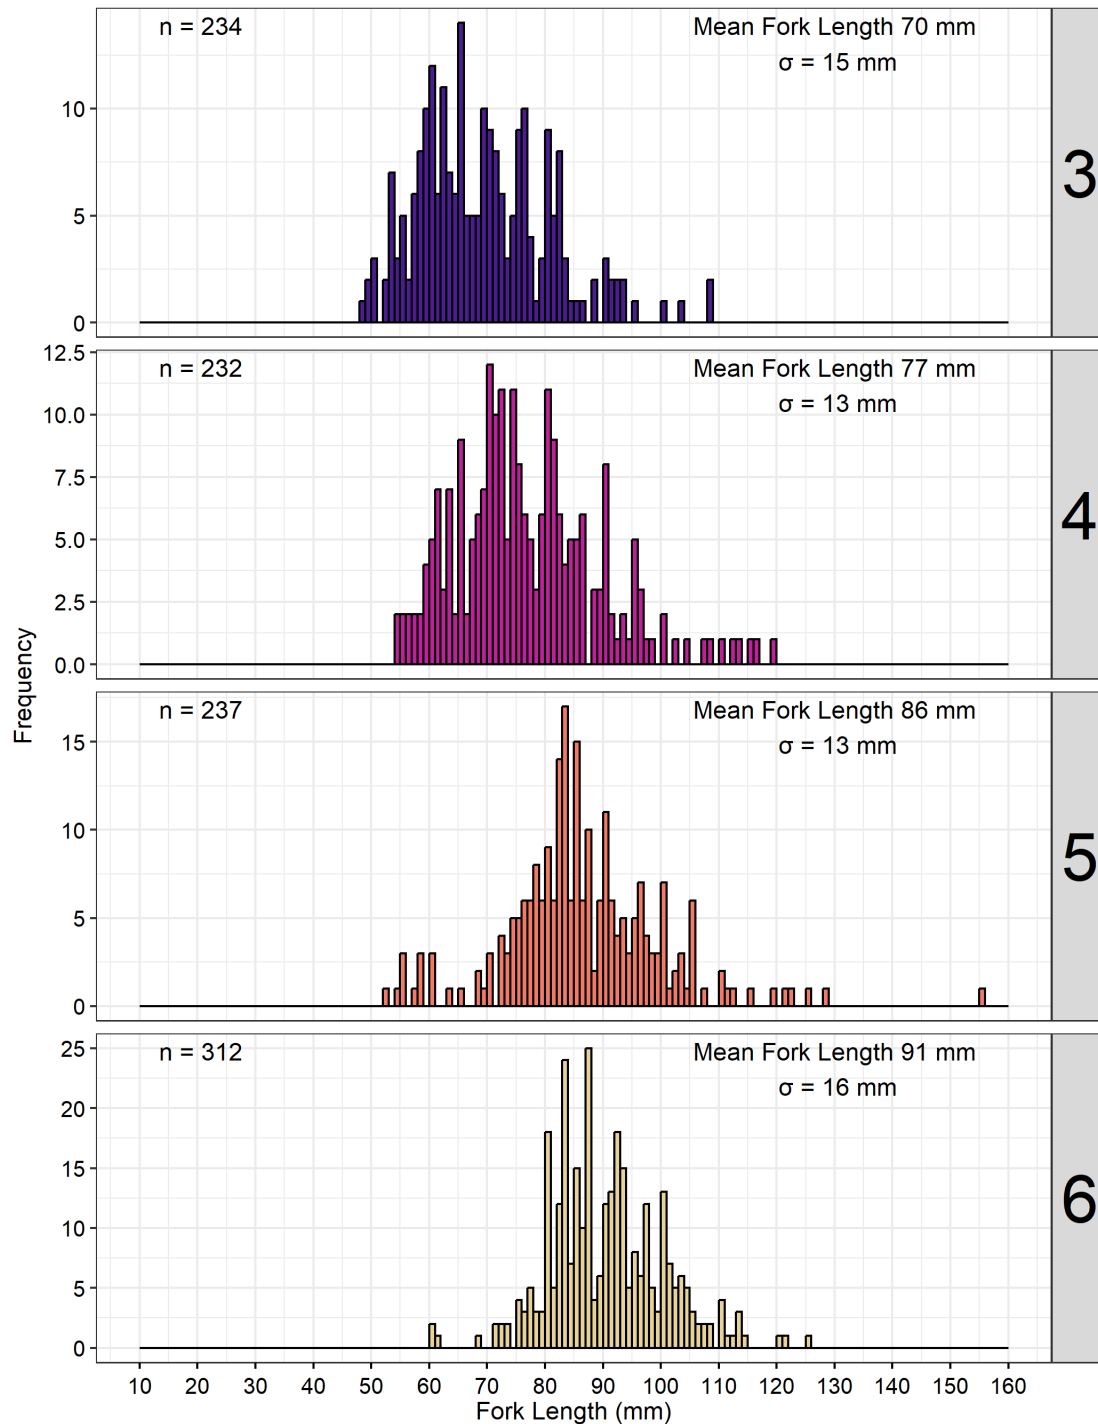 n = 234
Mean Fork Length 70 mm
σ = 15 mm
10
5
0
3
n = 232
Mean Fork Length 77 mm
σ = 13 mm
12.5
10.0
7.5
5.0
2.5
0.0
4
Frequency
n = 237
Mean Fork Length 86 mm
σ = 13 mm
15
10
5
0
5
n = 312
Mean Fork Length 91 mm
σ = 16 mm
25
20
15
10
5
0
6
10 20 30 40 50 60 70 80 90 100 110 120 130 140 150 160
Fork Length (mm)